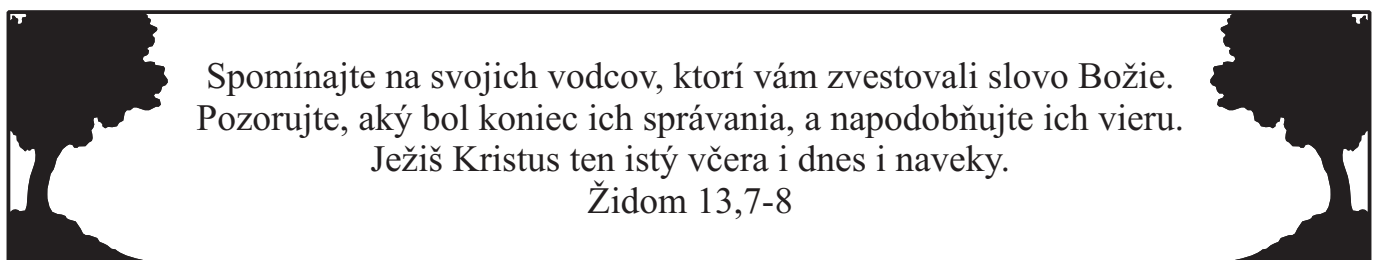 Spomínajte na svojich vodcov, ktorí vám zvestovali slovo Božie.
Pozorujte, aký bol koniec ich správania, a napodobňujte ich vieru.
Ježiš Kristus ten istý včera i dnes i naveky.
Židom 13,7-8